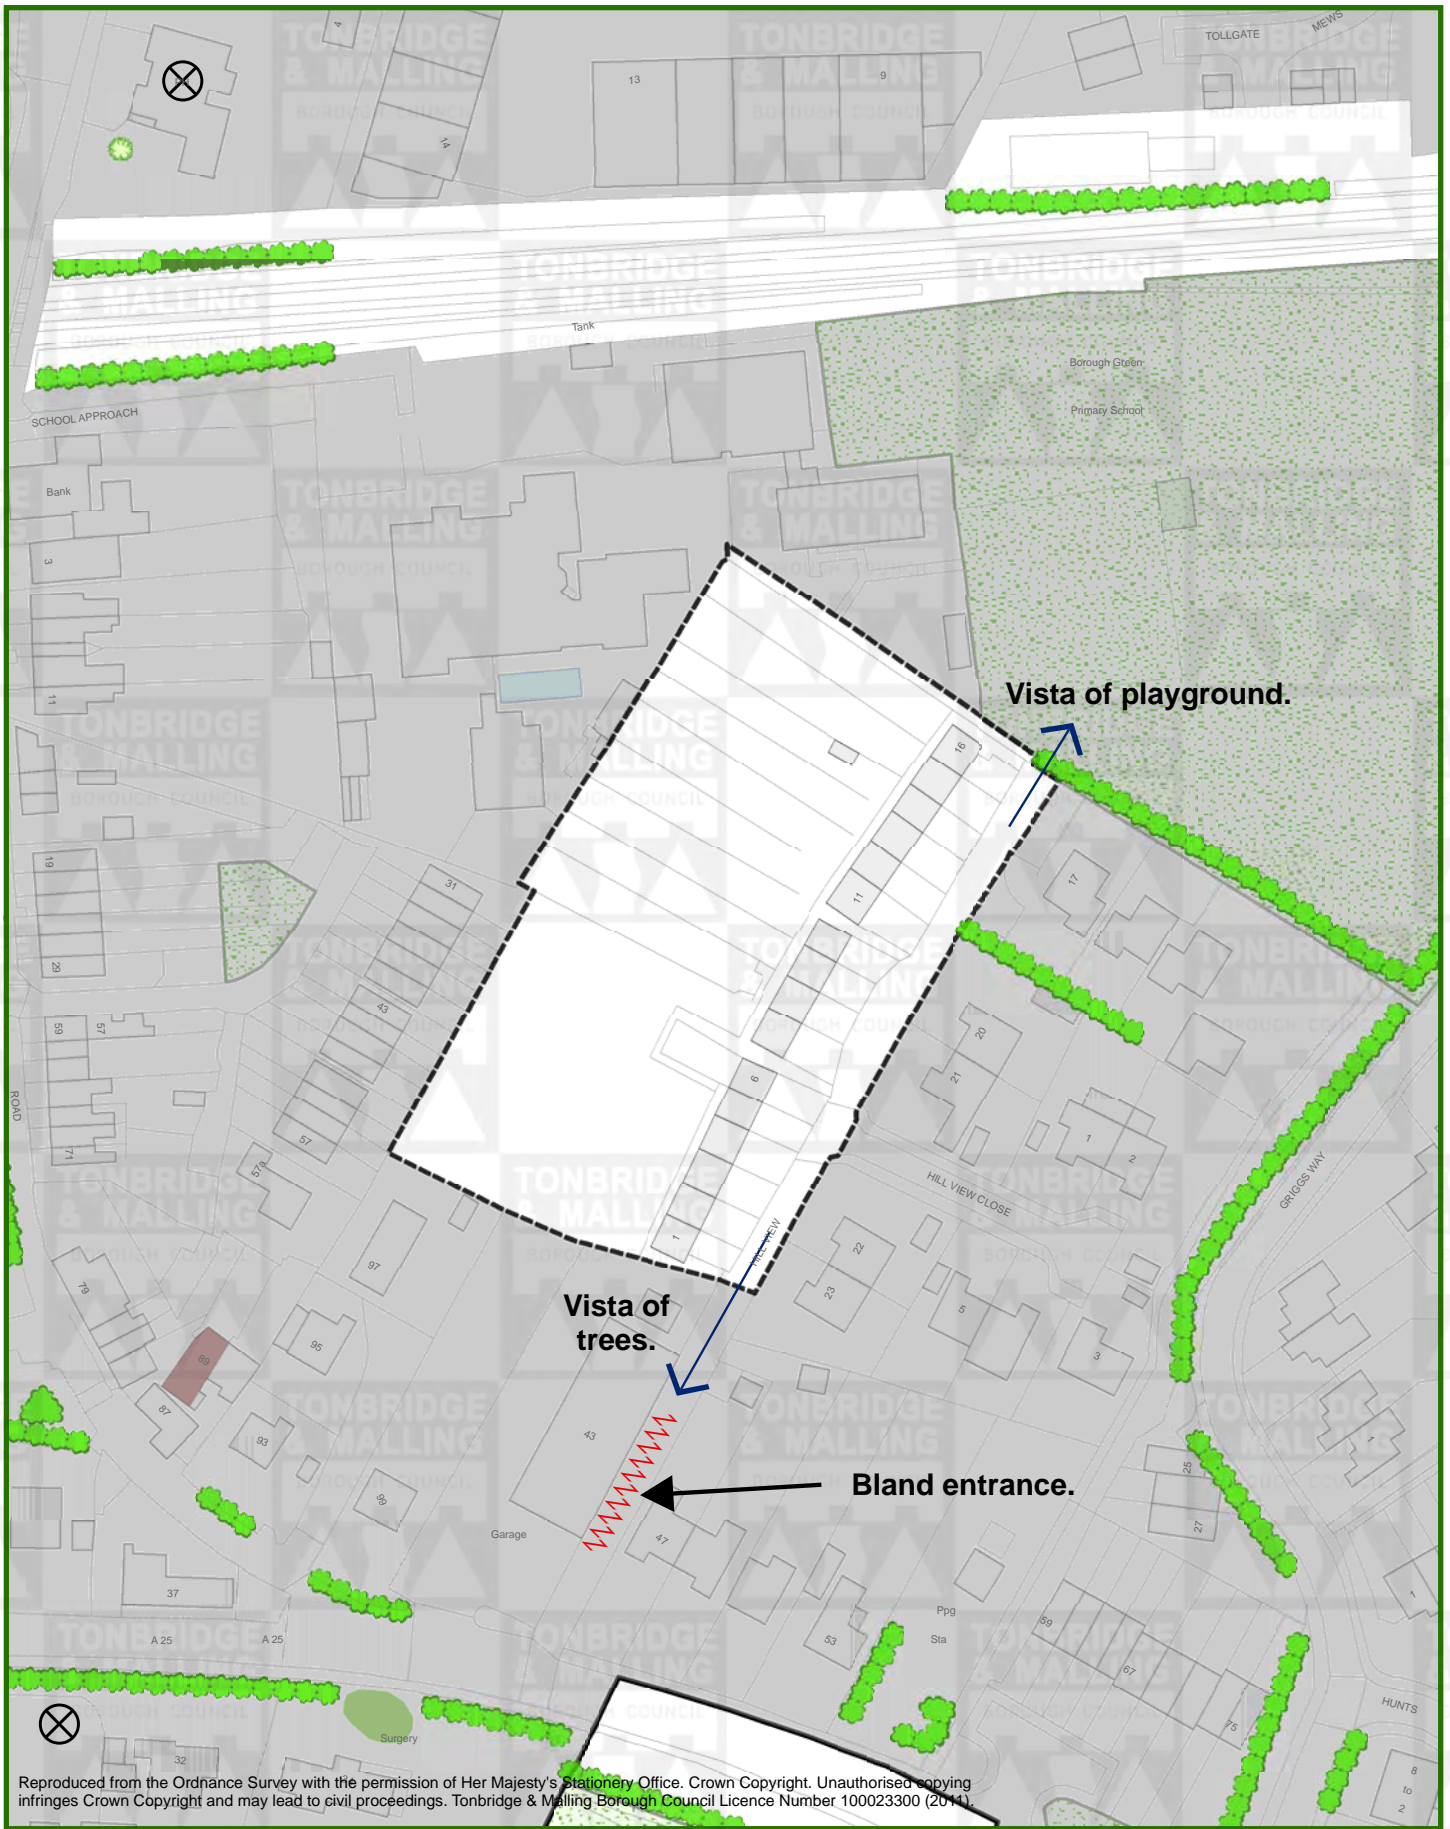 TOLLGATE
MEWS
4
13
9
14
Tank
SCHOOL APPROACH
Borough Green
Primary School
Bank
3
11
Vista of playground.
16
11
17
19
29
31
43
59
57
ROAD
71
57
57a
6
20
21
1
2
HILL VIEW CLOSE
GRIGGS WAY
1
HILL VIEW
97
22
23
79
89
95
5
3
Vista of
trees.
87
93
99
43
Bland entrance.
Garage
47
25
27
1
1
37
A 25
A 25
53
Ppg
Sta
59
67
75
HUNTS
Surgery
32
8
to
2
Reproduced from the Ordnance Survey with the permission of Her Majesty's Stationery Office. Crown Copyright. Unauthorised copying
infringes Crown Copyright and may lead to civil proceedings. Tonbridge & Malling Borough Council Licence Number 100023300 (2011).
TONBRIDGE
& MALLING
BOROUGH COUNCIL